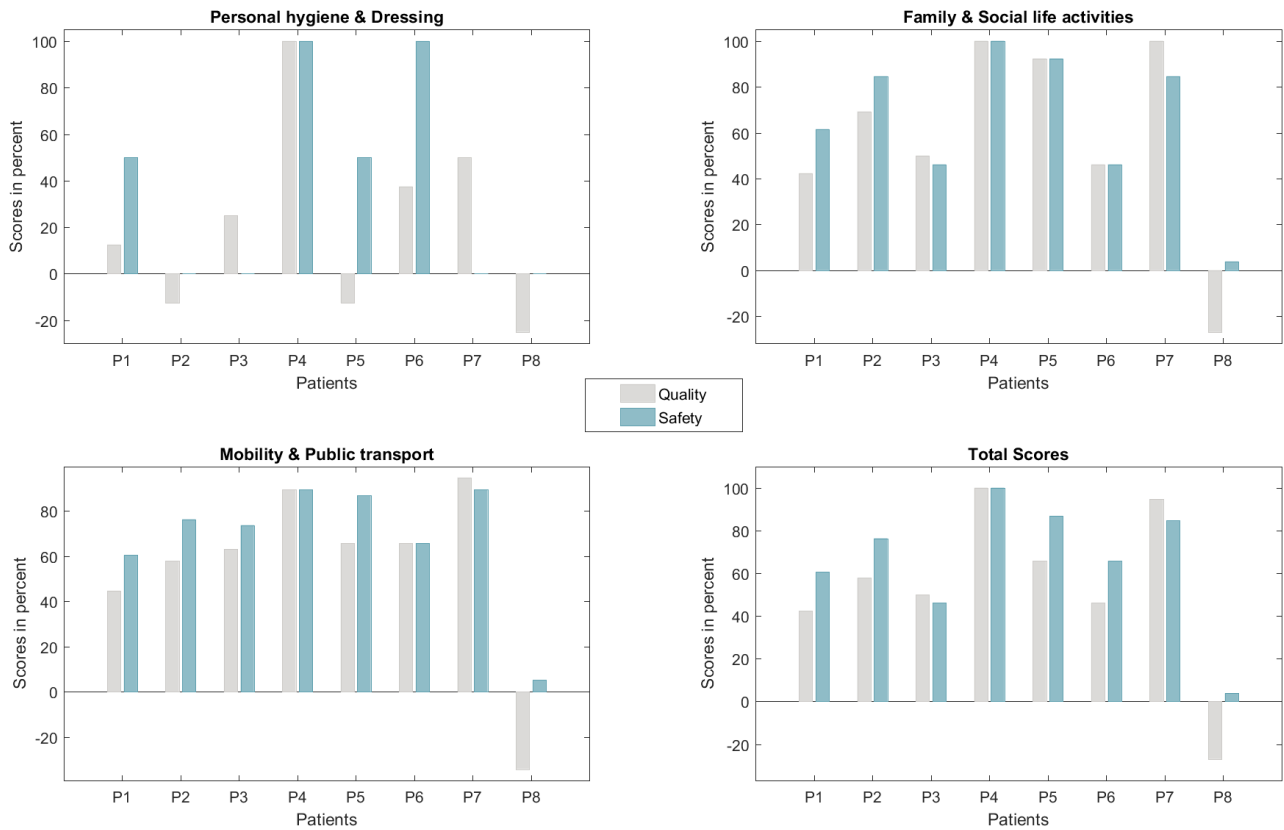 Personal hygiene & Dressing
100
80
60
40
20
0
-20
Scores in percent
P1 P2 P3 P4 P5 P6 P7 P8
Patients
Family & Social life activities
100
80
60
40
20
0
-20
Scores in percent
P1 P2 P3 P4 P5 P6 P7 P8
Patients
Quality
Safety
Mobility & Public transport
80
60
40
20
0
-20
Scores in percent
P1 P2 P3 P4 P5 P6 P7 P8
Patients
Total Scores
100
80
60
40
20
0
-20
Scores in percent
P1 P2 P3 P4 P5 P6 P7 P8
Patients